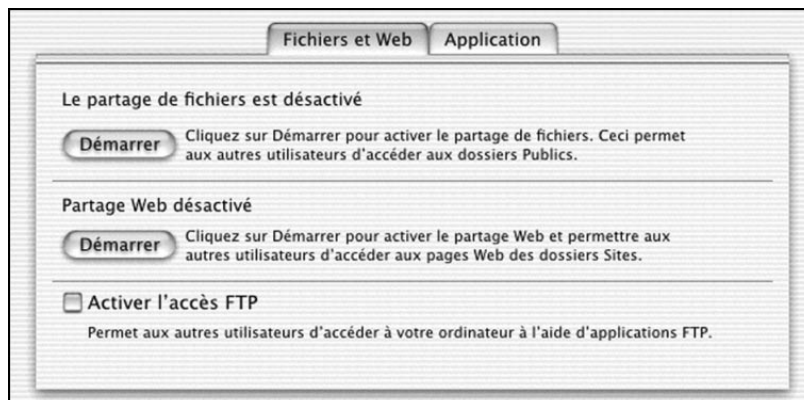 Fichiers et Web Application
Le partage de fichiers est désactivé
Démarrer Cliquez sur Démarrer pour activer le partage de fichiers. Ceci permet
aux autres utilisateurs d'accéder aux dossiers Publics.
Partage Web désactivé
Démarrer Cliquez sur Démarrer pour activer le partage Web et permettre aux
autres utilisateurs d'accéder aux pages Web des dossiers Sites.
Activer l'accès FTP
Permet aux autres utilisateurs d'accéder à votre ordinateur à l'aide d'applications FTP.